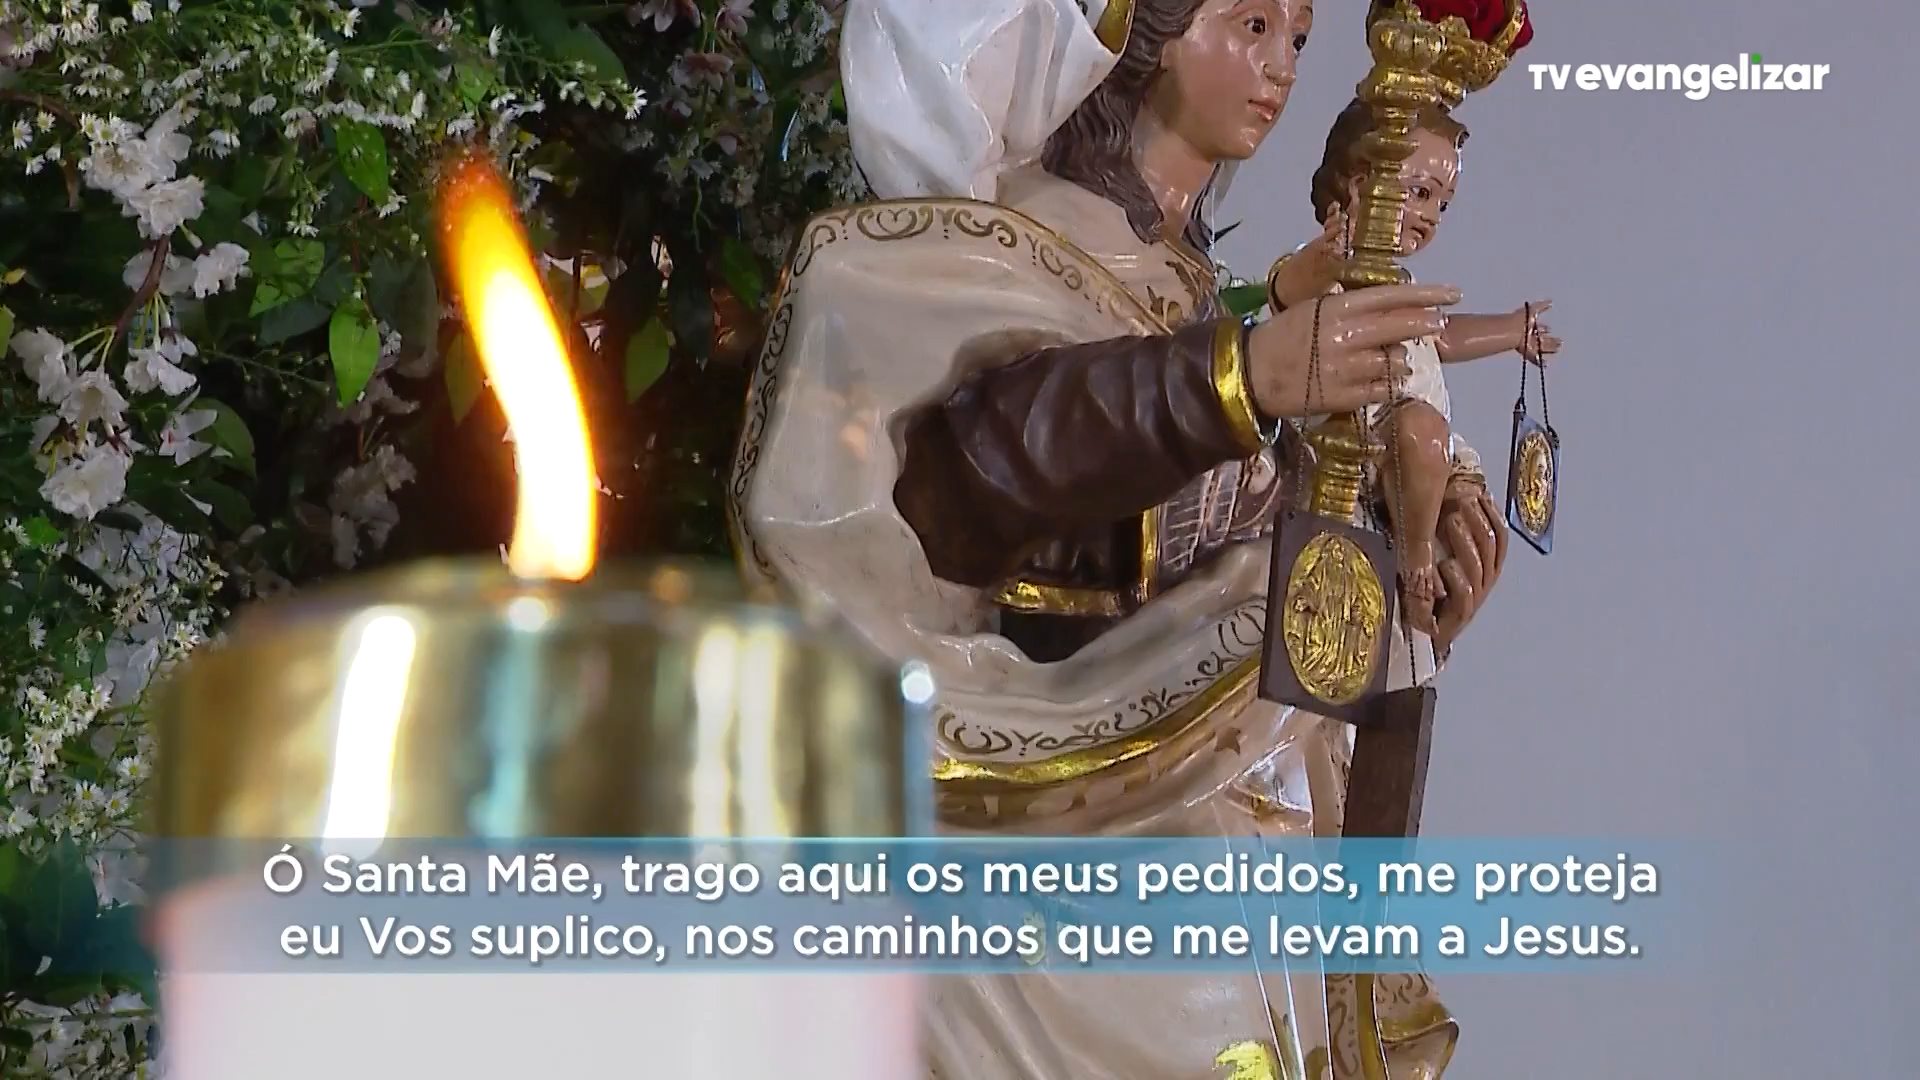 TVevangelizar
Ó Santa Mãe, trago aqui os meus pedidos, me proteja
eu Vos suplico, nos caminhos que me levam a Jesus.